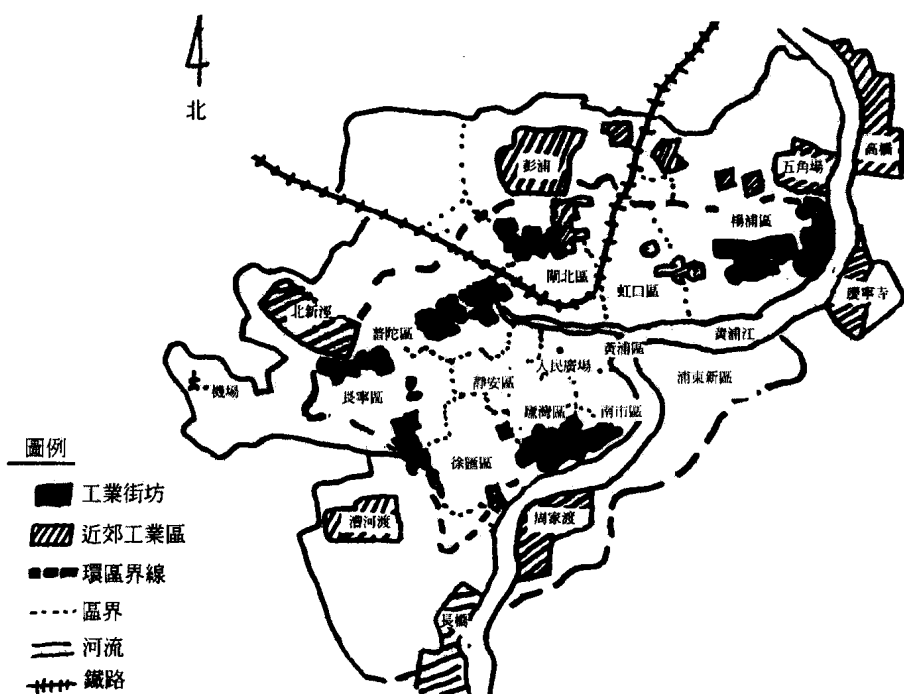 北
彭浦
五角場
高橋
楊浦區
閘北區
虹口區
慶寧寺
北新涇
普陀區
黃浦江
黃浦區
人民廣場
靜安區
浦東新區
機場
長寧區
盧灣區
南市區
徐匯區
漕河渡
周家渡
長橋
圖例
工業街坊
近郊工業區
環區界線
區界
河流
鐵路